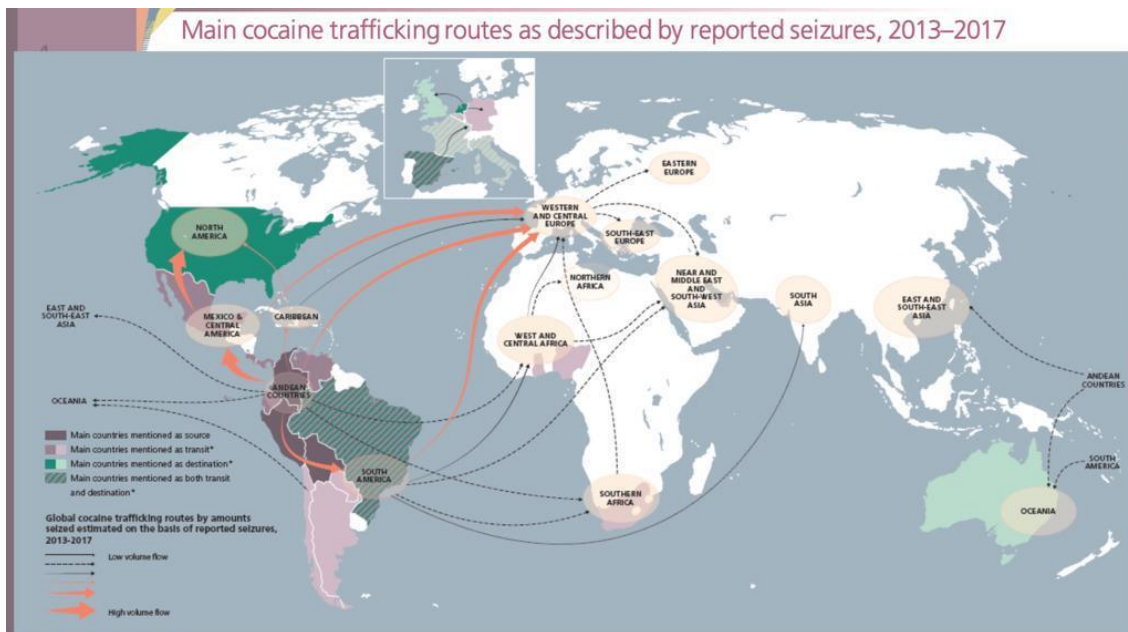 Main cocaine trafficking routes as described by reported seizures, 2013–2017
EASTERN
EUROPE
WESTERN
AND CENTRAL
EUROPE
SOUTH-EAST
EUROPE
NORTH
AMERICA
NORTHERN
AFRICA
NEAR AND
MIDDLE EAST
AND
SOUTH-WEST
ASIA
SOUTH
ASIA
EAST AND
SOUTH-EAST
ASIA
EAST AND
SOUTH-EAST
ASIA
MEXICO &
CENTRAL
AMERICA
CARIBBEAN
WEST AND
CENTRAL AFRICA
ANDEAN
COUNTRIES
ANDEAN
COUNTRIES
OCEANIA
SOUTH
AMERICA
SOUTH
AMERICA
SOUTHERN
AFRICA
OCEANIA
Main countries mentioned as source
Main countries mentioned as transit*
Main countries mentioned as destination*
Main countries mentioned as both transit
and destination*
Global cocaine trafficking routes by amounts
seized estimated on the basis of reported seizures,
2013-2017
Low volume flow
High volume flow